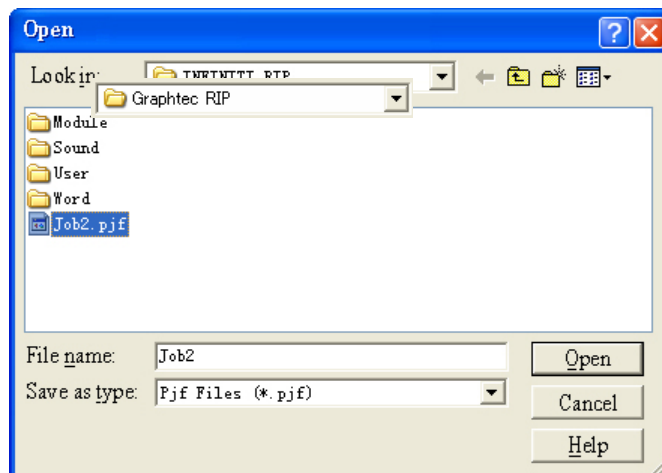 Open
Look in:
Graphtec RIP
Module
Sound
User
Word
Job2.pjf
File name: Job2 Open
Save as type: Pjf Files (*.pjf) Cancel
Help